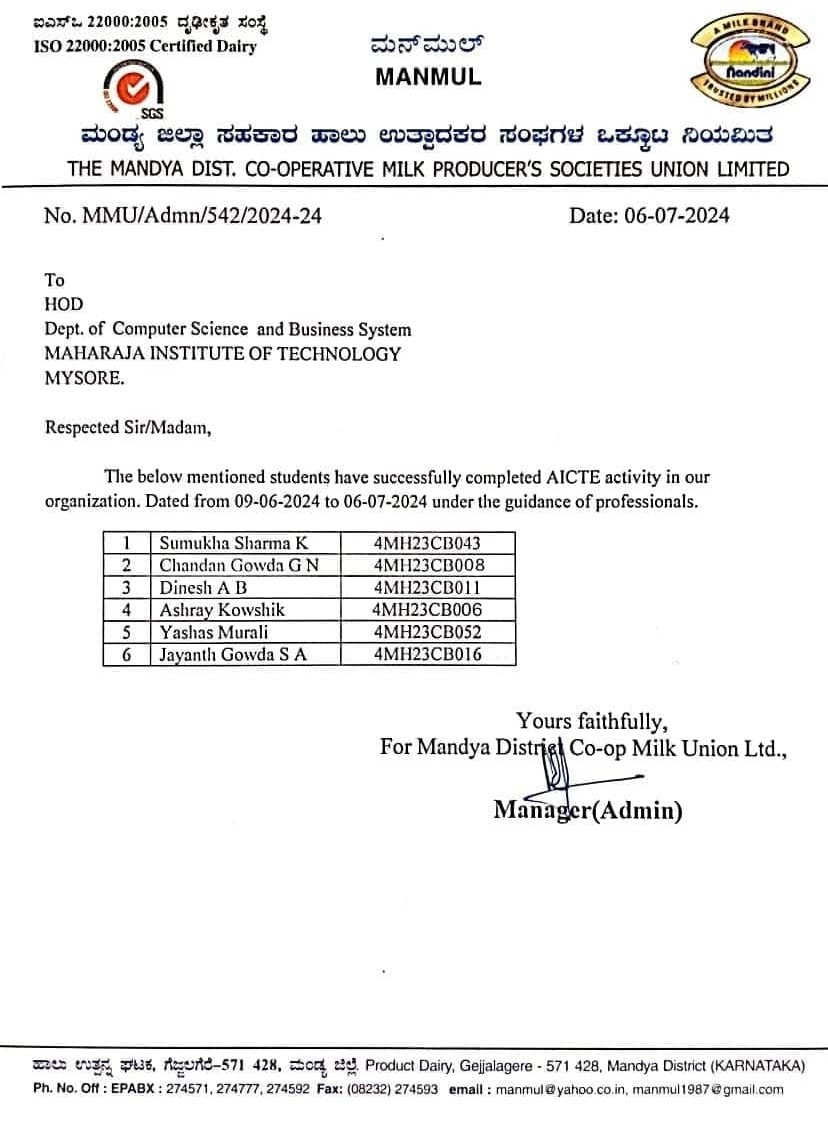 ಐಎಸ್ಒ 22000:2005 ದೃಢೀಕೃತ ಸಂಸ್ಥೆ
ISO 22000:2005 Certified Dairy
SGS
ಮನ್‌ಮುಲ್
MANMUL
A MILK BRAND
Nandini
TRUSTED BY MILLIONS
ಮಂಡ್ಯ ಜಿಲ್ಲಾ ಸಹಕಾರ ಹಾಲು ಉತ್ಪಾದಕರ ಸಂಘಗಳ ಒಕ್ಕೂಟ ನಿಯಮಿತ
THE MANDYA DIST. CO-OPERATIVE MILK PRODUCER'S SOCIETIES UNION LIMITED
No. MMU/Admn/542/2024-24 Date: 06-07-2024
To
HOD
Dept. of Computer Science and Business System
MAHARAJA INSTITUTE OF TECHNOLOGY
MYSORE.
Respected Sir/Madam,
The below mentioned students have successfully completed AICTE activity in our
organization. Dated from 09-06-2024 to 06-07-2024 under the guidance of professionals.
1 Sumukha Sharma K 4MH23CB043
2 Chandan Gowda G N 4MH23CB008
3 Dinesh A B 4MH23CB011
4 Ashray Kowshik 4MH23CB006
5 Yashas Murali 4MH23CB052
6 Jayanth Gowda S A 4MH23CB016
Yours faithfully,
For Mandya District Co-op Milk Union Ltd.,
Manager(Admin)
ಹಾಲು ಉತ್ಪನ್ನ ಘಟಕ, ಗೆಜ್ಜಲಗೆರೆ–571 428, ಮಂಡ್ಯ ಜಿಲ್ಲೆ. Product Dairy, Gejjalagere - 571 428, Mandya District (KARNATAKA)
Ph. No. Off : EPABX : 274571, 274777, 274592 Fax: (08232) 274593 email : manmul@yahoo.co.in, manmul1987@gmail.com